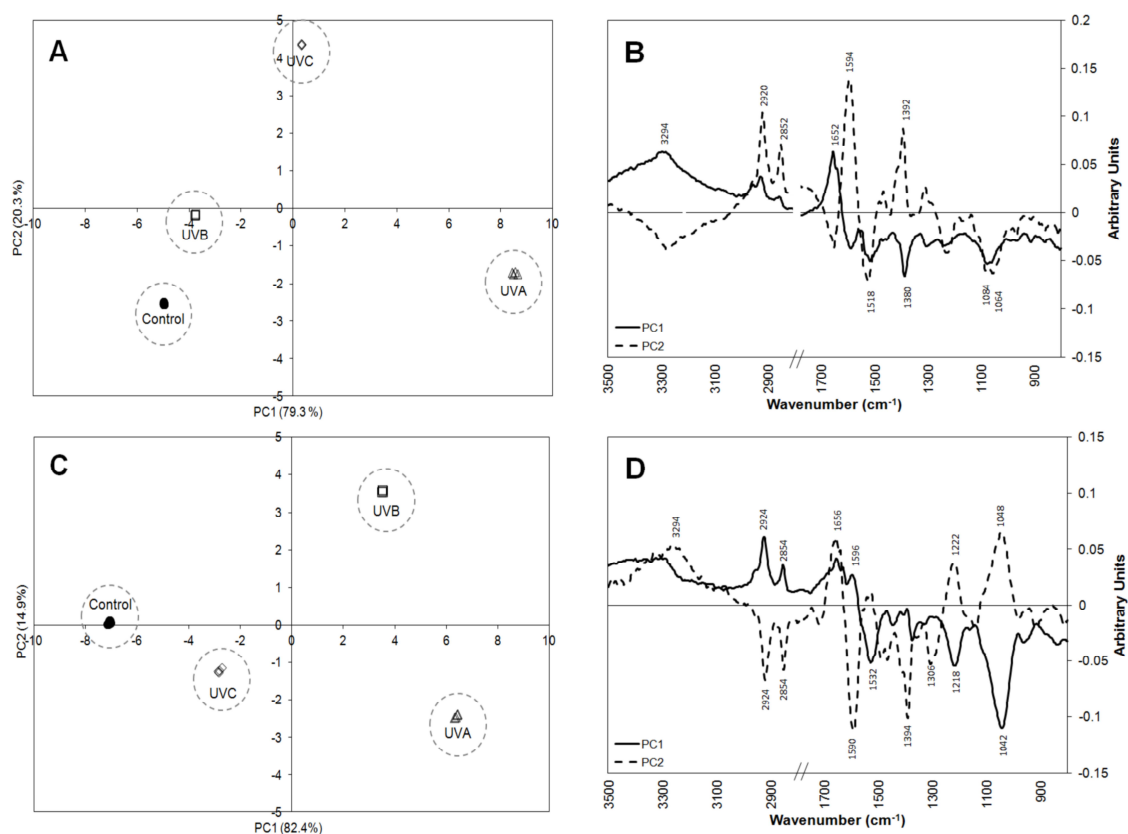 A
5
4
3
2
1
0
-1
-2
-3
-4
-5
-10 -8 -6 -4 -2 0 2 4 6 8 10
UVC
UVB
UVA
Control
PC2 (20.3 %)
PC1 (79.3 %)
B
0.2
0.15
0.1
0.05
0
-0.05
-0.1
-0.15
3294
2920
2852
1652
1594
1392
1518
1380
1084
1064
PC1
PC2
3500 3300 3100 2900 1700 1500 1300 1100 900
Wavenumber (cm-1)
Arbitrary Units
C
5
4
3
2
1
0
-1
-2
-3
-4
-5
-10 -8 -6 -4 -2 0 2 4 6 8 10
UVB
Control
UVC
UVA
PC2 (14.9%)
PC1 (82.4%)
D
0.15
0.1
0.05
0
-0.05
-0.1
-0.15
3294
2924
2854
1656
1596
1222
1048
2924
2854
1590
1532
1394
1306
1218
1042
PC1
PC2
3500 3300 3100 2900 1700 1500 1300 1100 900
Wavenumber (cm-1)
Arbitrary Units